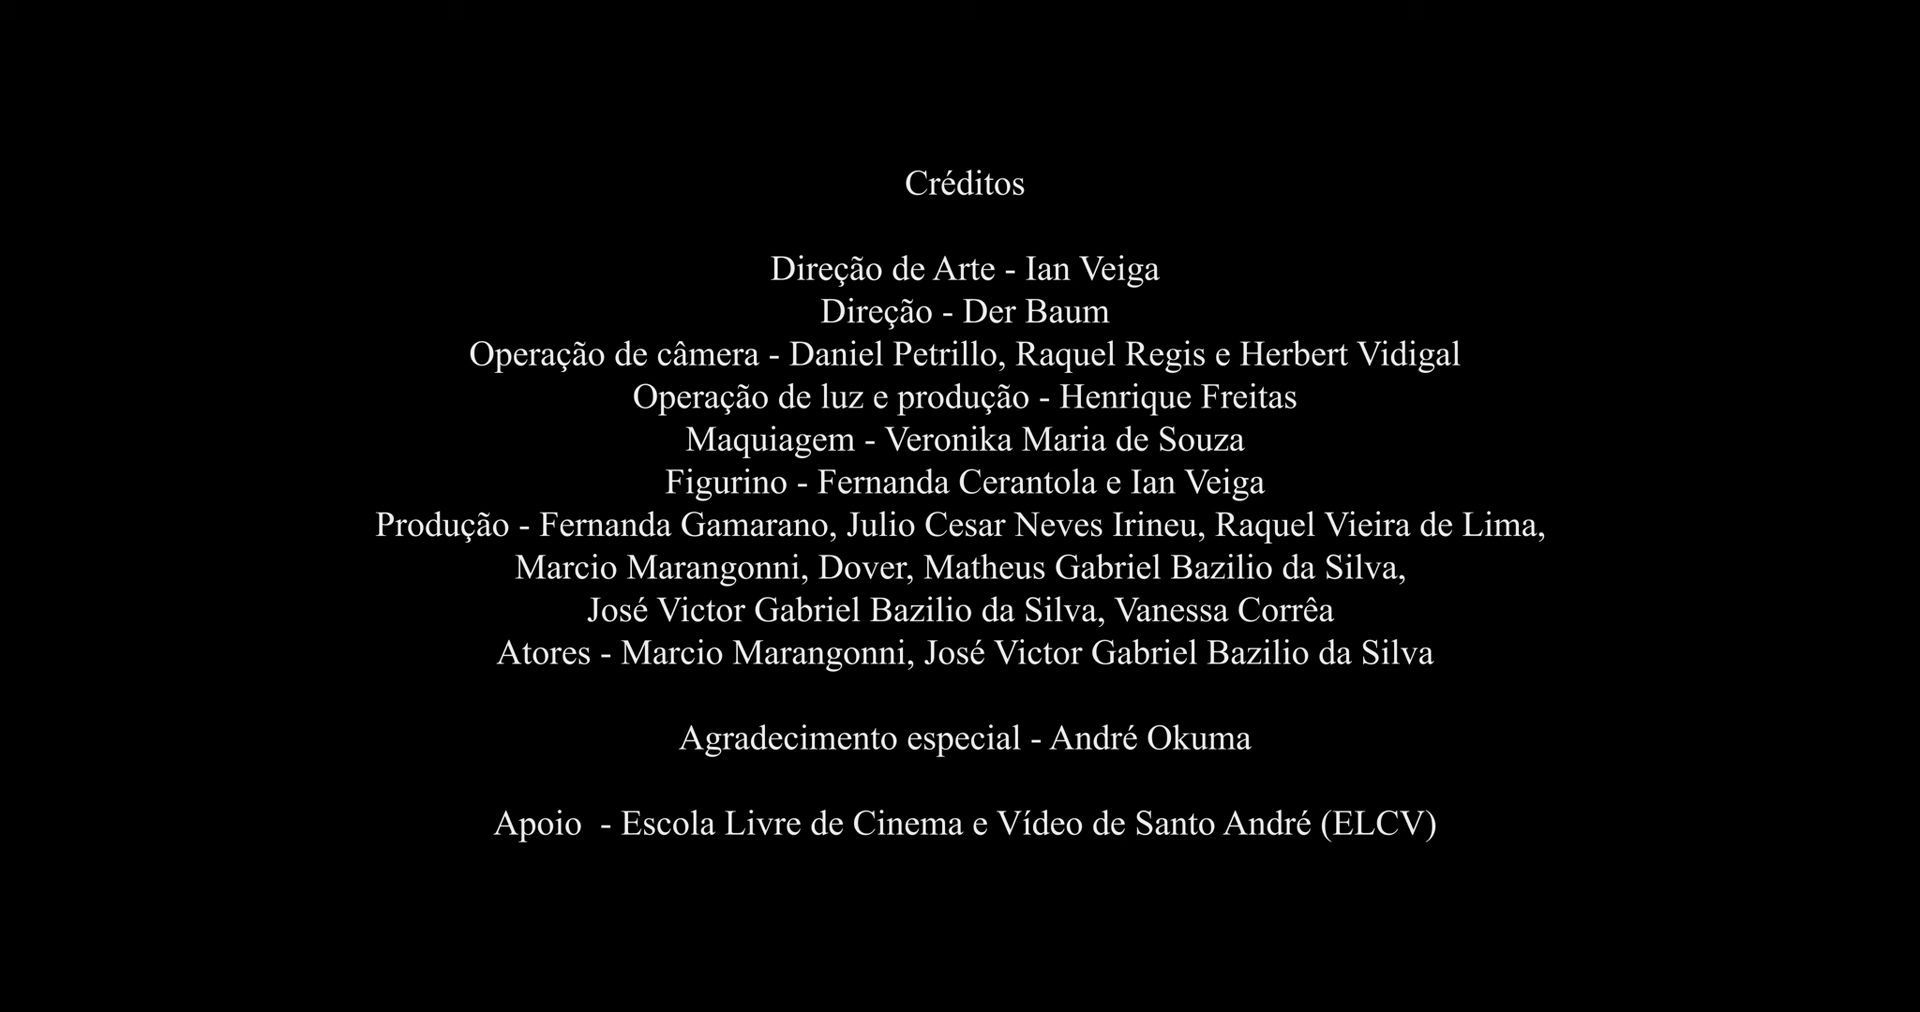 Créditos
Direção de Arte - Ian Veiga
Direção - Der Baum
Operação de câmera - Daniel Petrillo, Raquel Regis e Herbert Vidigal
Operação de luz e produção - Henrique Freitas
Maquiagem - Veronika Maria de Souza
Figurino - Fernanda Cerantola e Ian Veiga
Produção - Fernanda Gamarano, Julio Cesar Neves Irineu, Raquel Vieira de Lima,
Marcio Marangonni, Dover, Matheus Gabriel Bazilio da Silva,
José Victor Gabriel Bazilio da Silva, Vanessa Corrêa
Atores - Marcio Marangonni, José Victor Gabriel Bazilio da Silva
Agradecimento especial - André Okuma
Apoio  - Escola Livre de Cinema e Vídeo de Santo André (ELCV)